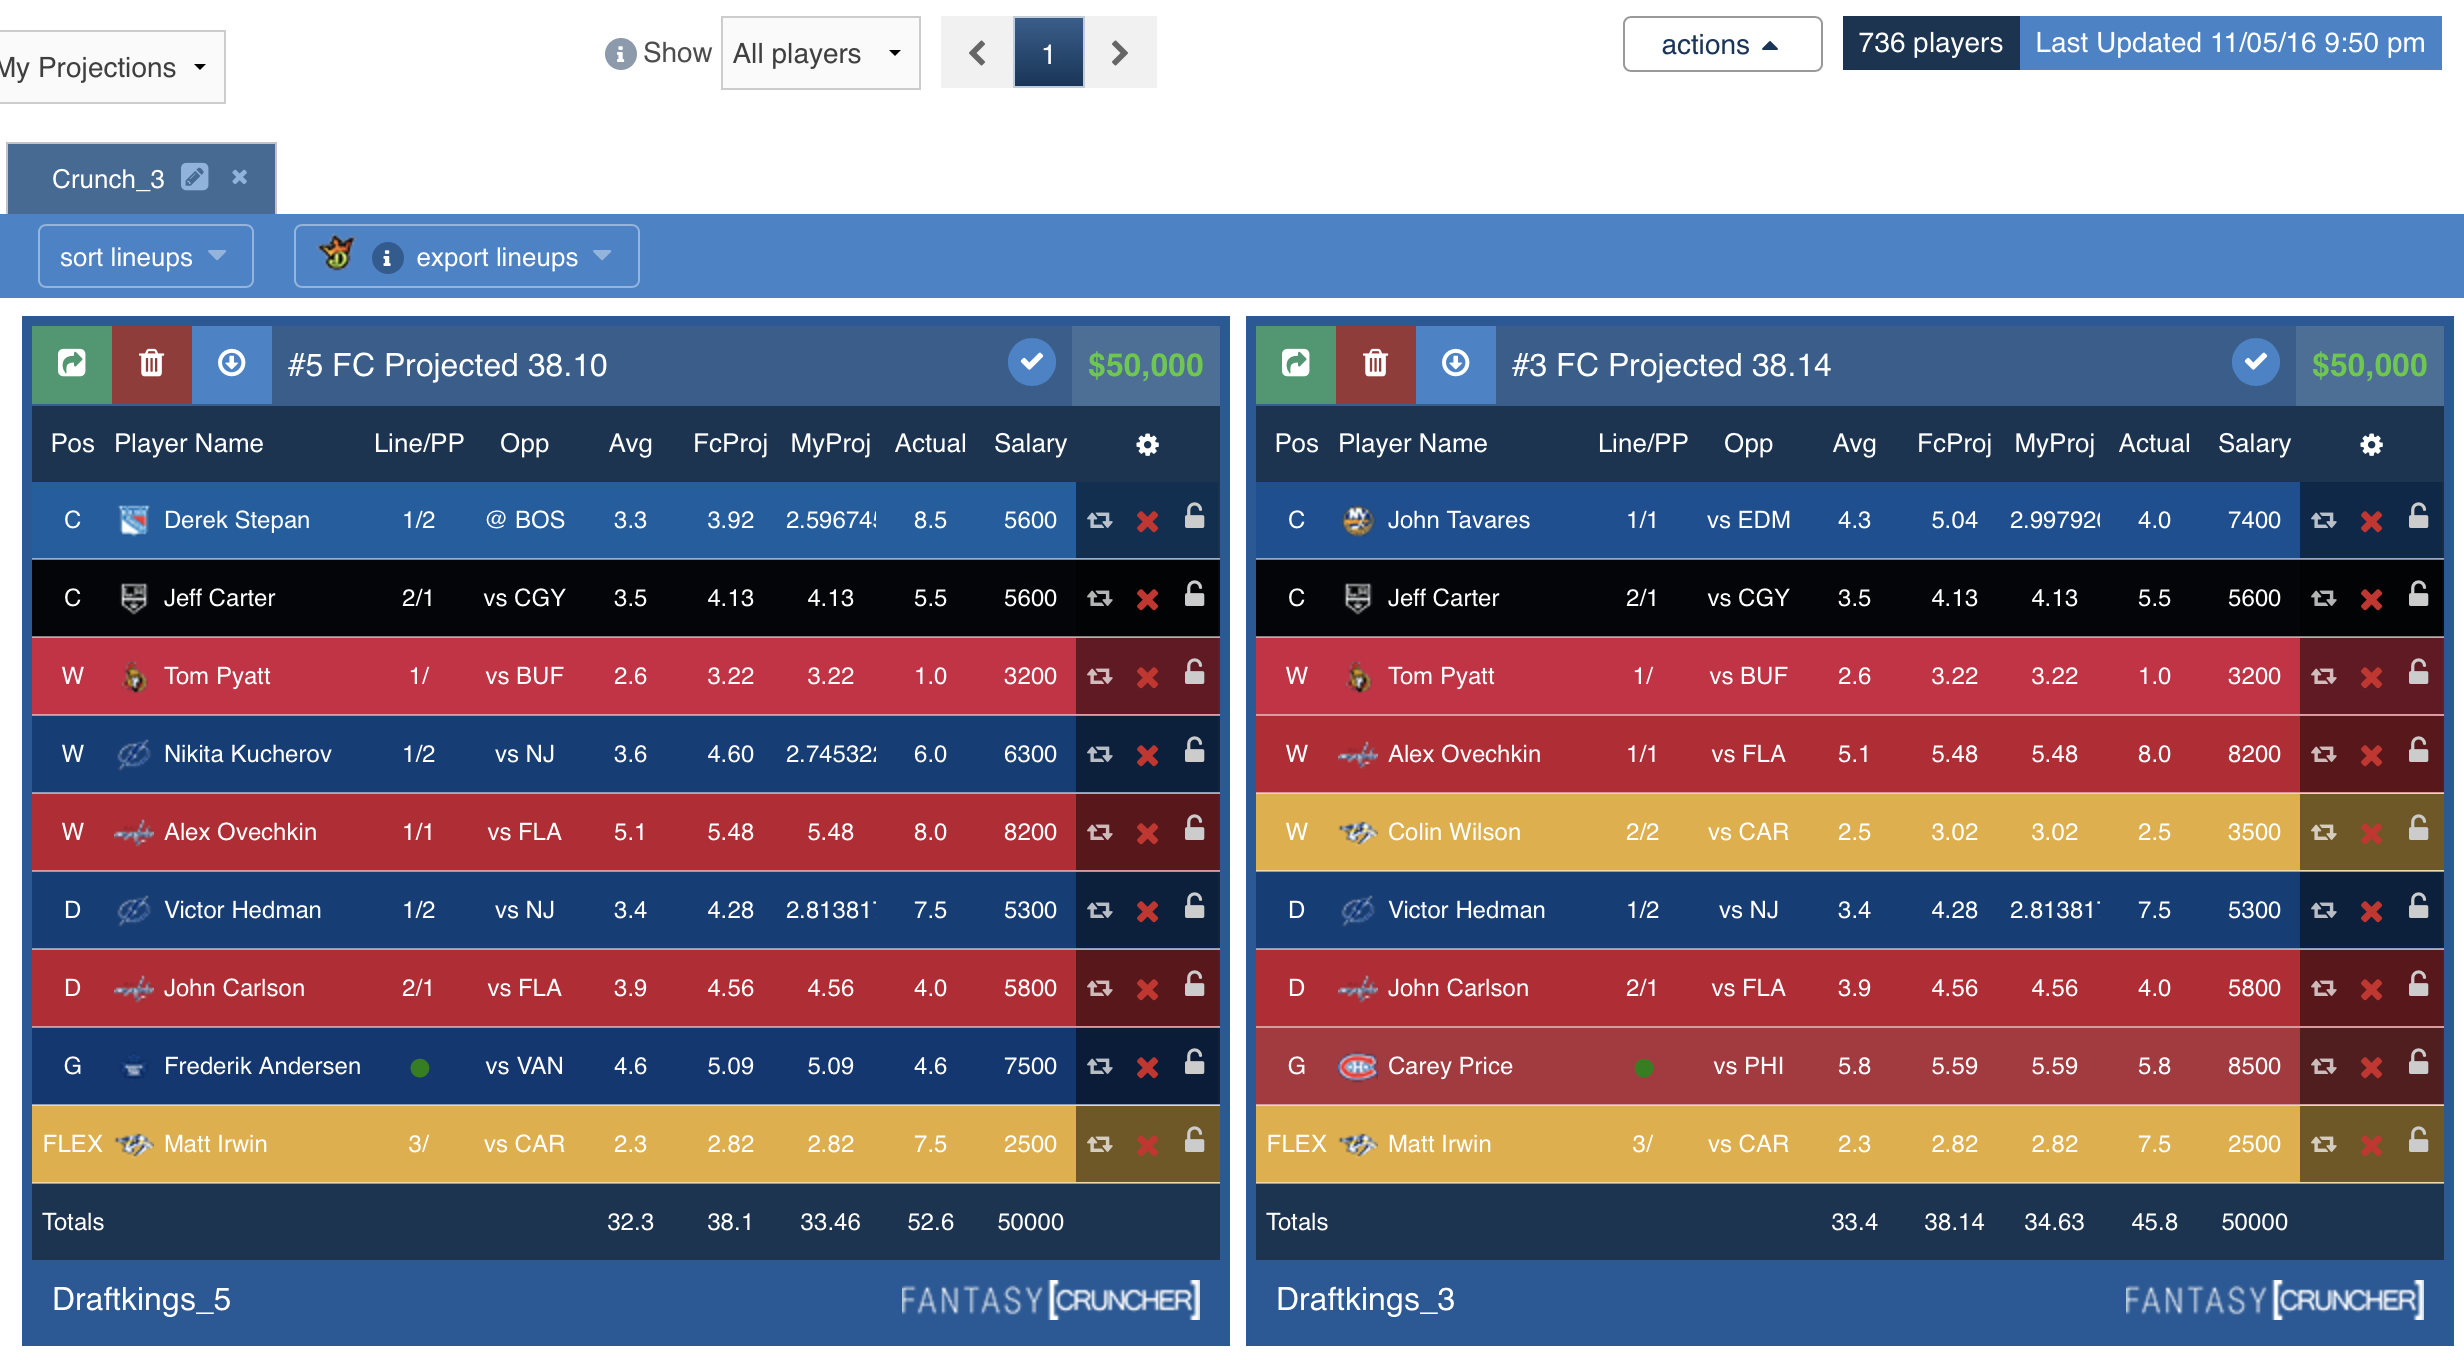 My Projections Show All players 1 actions 736 players Last Updated 11/05/16 9:50 pm
Crunch_3
sort lineups export lineups
#5 FC Projected 38.10 $50,000
Pos Player Name Line/PP Opp Avg FcProj MyProj Actual Salary
C Derek Stepan 1/2 @ BOS 3.3 3.92 2.59674 8.5 5600
C Jeff Carter 2/1 vs CGY 3.5 4.13 4.13 5.5 5600
W Tom Pyatt 1/ vs BUF 2.6 3.22 3.22 1.0 3200
W Nikita Kucherov 1/2 vs NJ 3.6 4.60 2.74532 6.0 6300
W Alex Ovechkin 1/1 vs FLA 5.1 5.48 5.48 8.0 8200
D Victor Hedman 1/2 vs NJ 3.4 4.28 2.81381 7.5 5300
D John Carlson 2/1 vs FLA 3.9 4.56 4.56 4.0 5800
G Frederik Andersen vs VAN 4.6 5.09 5.09 4.6 7500
FLEX Matt Irwin 3/ vs CAR 2.3 2.82 2.82 7.5 2500
Totals 32.3 38.1 33.46 52.6 50000
Draftkings_5 FANTASY[CRUNCHER]
#3 FC Projected 38.14 $50,000
Pos Player Name Line/PP Opp Avg FcProj MyProj Actual Salary
C John Tavares 1/1 vs EDM 4.3 5.04 2.99792 4.0 7400
C Jeff Carter 2/1 vs CGY 3.5 4.13 4.13 5.5 5600
W Tom Pyatt 1/ vs BUF 2.6 3.22 3.22 1.0 3200
W Alex Ovechkin 1/1 vs FLA 5.1 5.48 5.48 8.0 8200
W Colin Wilson 2/2 vs CAR 2.5 3.02 3.02 2.5 3500
D Victor Hedman 1/2 vs NJ 3.4 4.28 2.81381 7.5 5300
D John Carlson 2/1 vs FLA 3.9 4.56 4.56 4.0 5800
G Carey Price vs PHI 5.8 5.59 5.59 5.8 8500
FLEX Matt Irwin 3/ vs CAR 2.3 2.82 2.82 7.5 2500
Totals 33.4 38.14 34.63 45.8 50000
Draftkings_3 FANTASY[CRUNCHER]